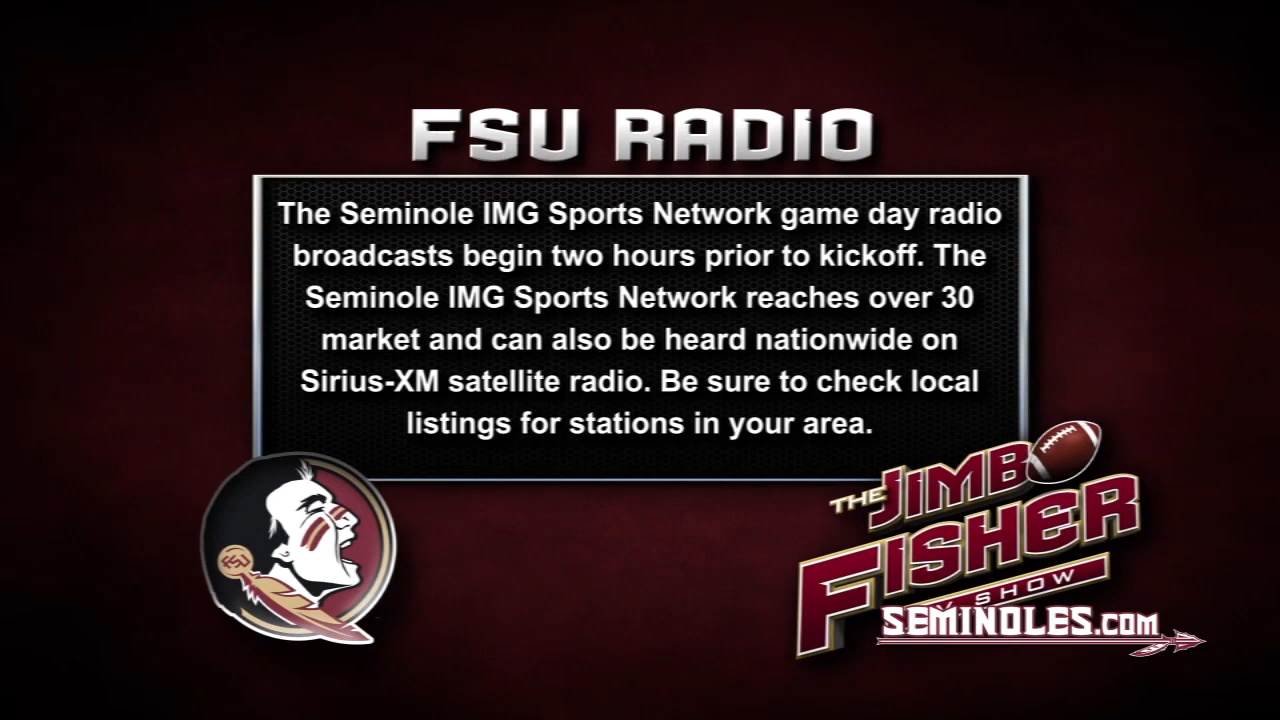 FSU RADIO
The Seminole IMG Sports Network game day radio
broadcasts begin two hours prior to kickoff. The
Seminole IMG Sports Network reaches over 30
market and can also be heard nationwide on
Sirius-XM satellite radio. Be sure to check local
listings for stations in your area.
FSU
THE JIMBO
FISHER
SHOW
SEMINOLES.COM